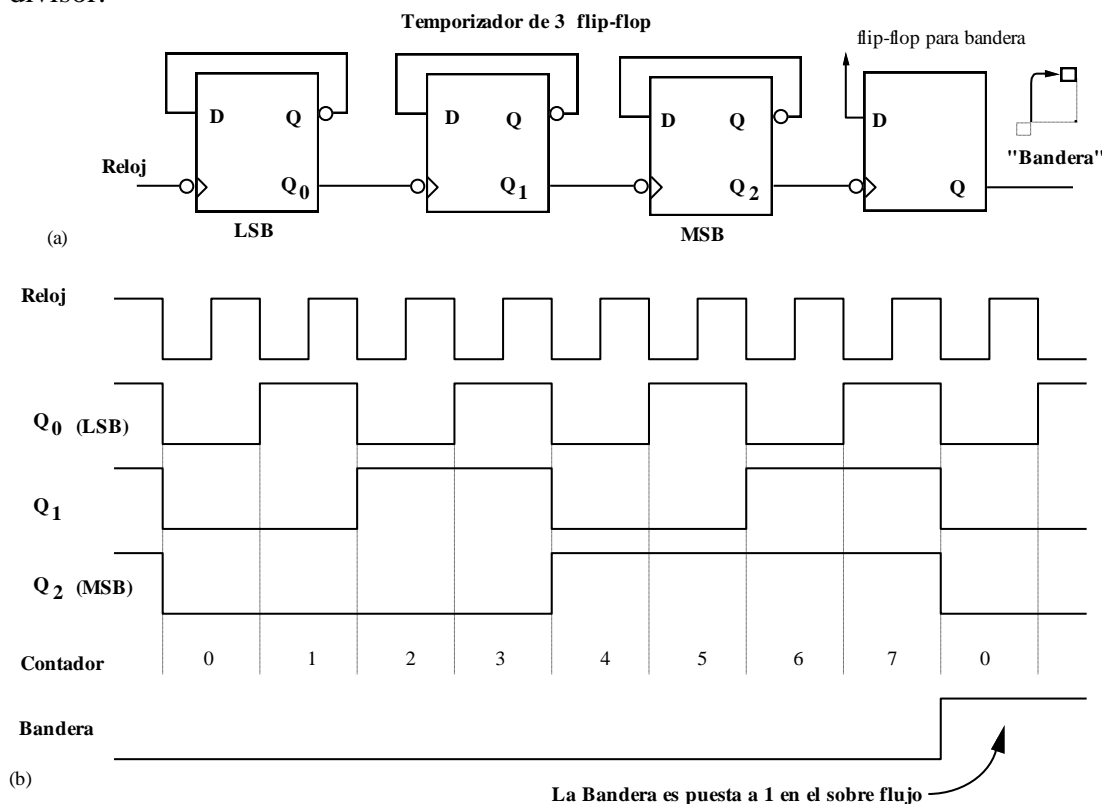 divisor.
Temporizador de 3 flip-flop
flip-flop para bandera
D Q D Q D Q D
"Bandera"
Reloj
Q0 Q1 Q2 Q
LSB MSB
(a)
Reloj
Q0 (LSB)
Q1
Q2 (MSB)
Contador 0 1 2 3 4 5 6 7 0
Bandera
(b)
La Bandera es puesta a 1 en el sobre flujo